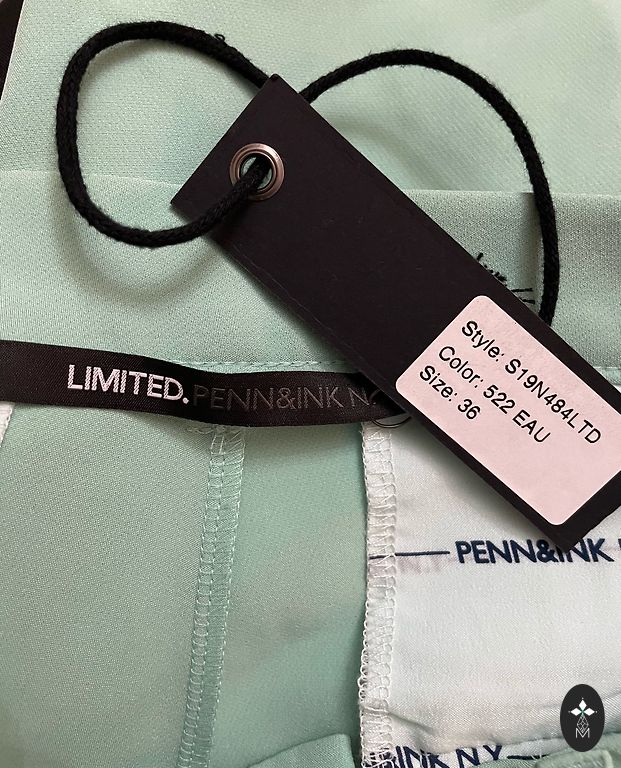 LIMITED. PENN&INK N
Style: S19N484LTD
Color: 522 EAU
Size: 36
PENN&INK
&INK N.Y
M